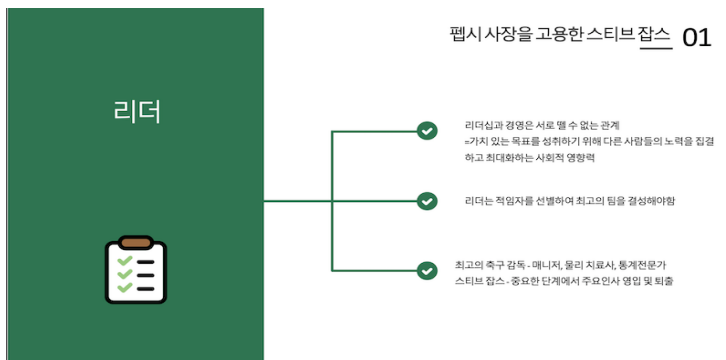 펩시 사장을 고용한 스티브 잡스 01
리더
리더십과 경영은 서로 뗄 수 없는 관계
=가치 있는 목표를 성취하기 위해 다른 사람들의 노력을 집결
하고 최대화하는 사회적 영향력
리더는 적임자를 선별하여 최고의 팀을 결성해야함
최고의 축구 감독 - 매니저, 물리 치료사, 통계전문가
스티브 잡스 - 중요한 단계에서 주요인사 영입 및 퇴출